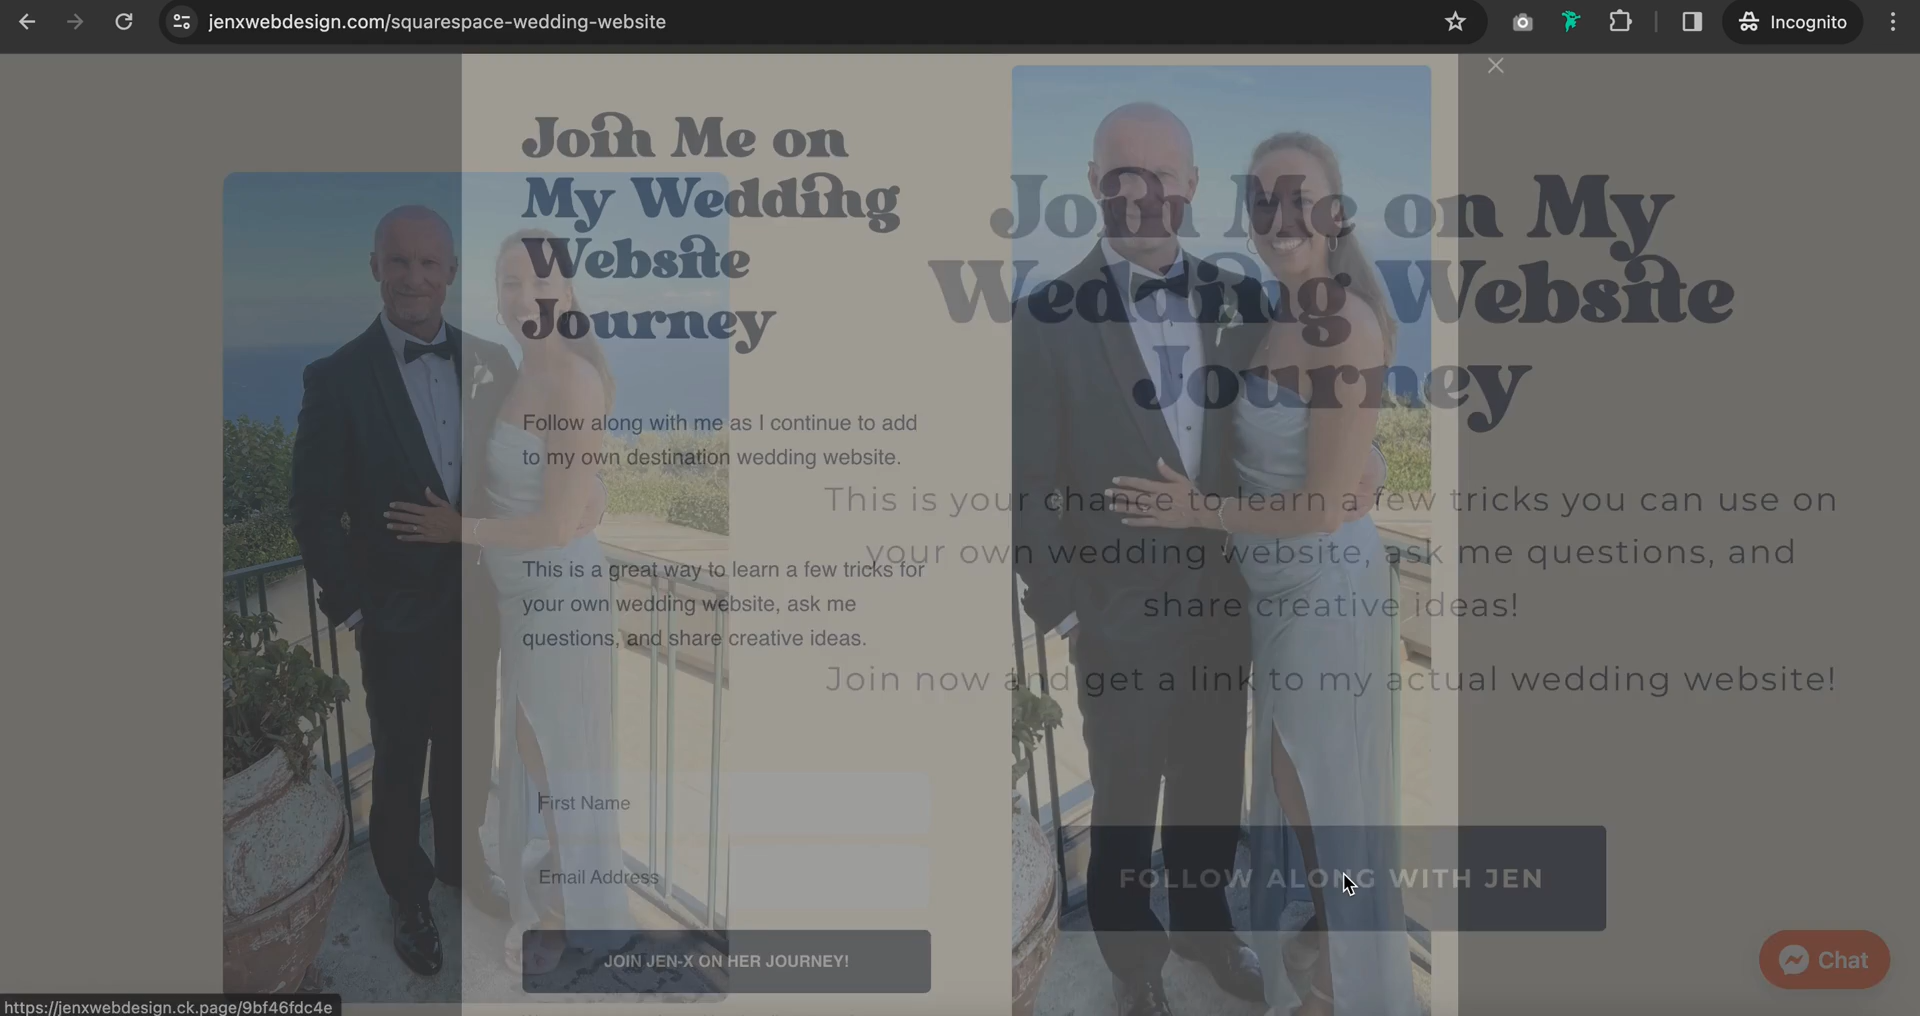 jenxwebdesign.com/squarespace-wedding-website
Incognito
Join Me on
My Wedding
Website
Journey
Follow along with me as I continue to add
to my own destination wedding website.
This is a great way to learn a few tricks for
your own wedding website, ask me
questions, and share creative ideas.
First Name
Email Address
JOIN JEN-X ON HER JOURNEY!
Join Me on My
Wedding Website
Journey
This is your chance to learn a few tricks you can use on
your own wedding website, ask me questions, and
share creative ideas!
Join now and get a link to my actual wedding website!
FOLLOW ALONG WITH JEN
Chat
https://jenxwebdesign.ck.page/9bf46fdc4e